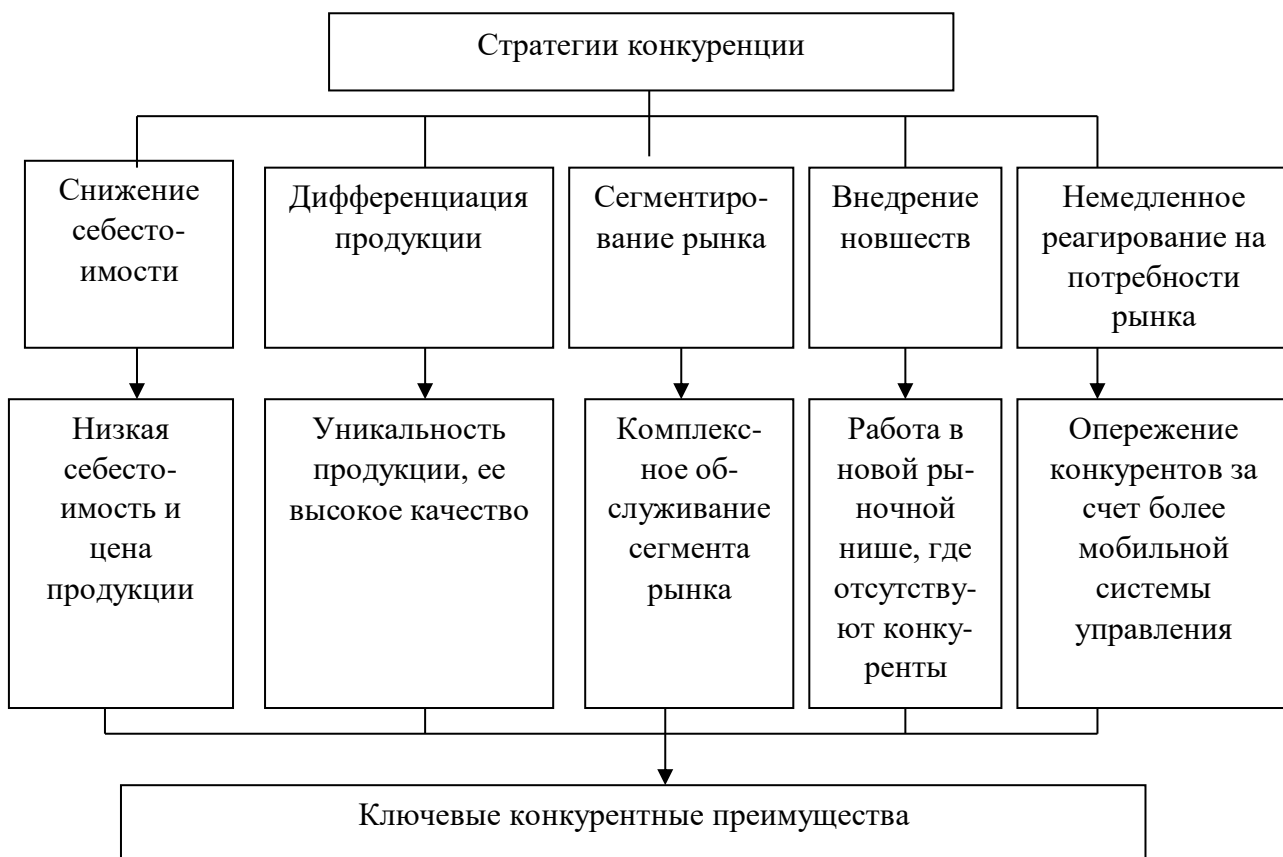 Стратегии конкуренции
Снижение
себесто-
имости
Дифференциация
продукции
Сегментиро-
вание рынка
Внедрение
новшеств
Немедленное
реагирование на
потребности
рынка
Низкая
себесто-
имость и
цена
продукции
Уникальность
продукции, ее
высокое качество
Комплекс-
ное об-
служивание
сегмента
рынка
Работа в
новой ры-
ночной
нише, где
отсутству-
ют конку-
ренты
Опережение
конкурентов за
счет более
мобильной
системы
управления
Ключевые конкурентные преимущества